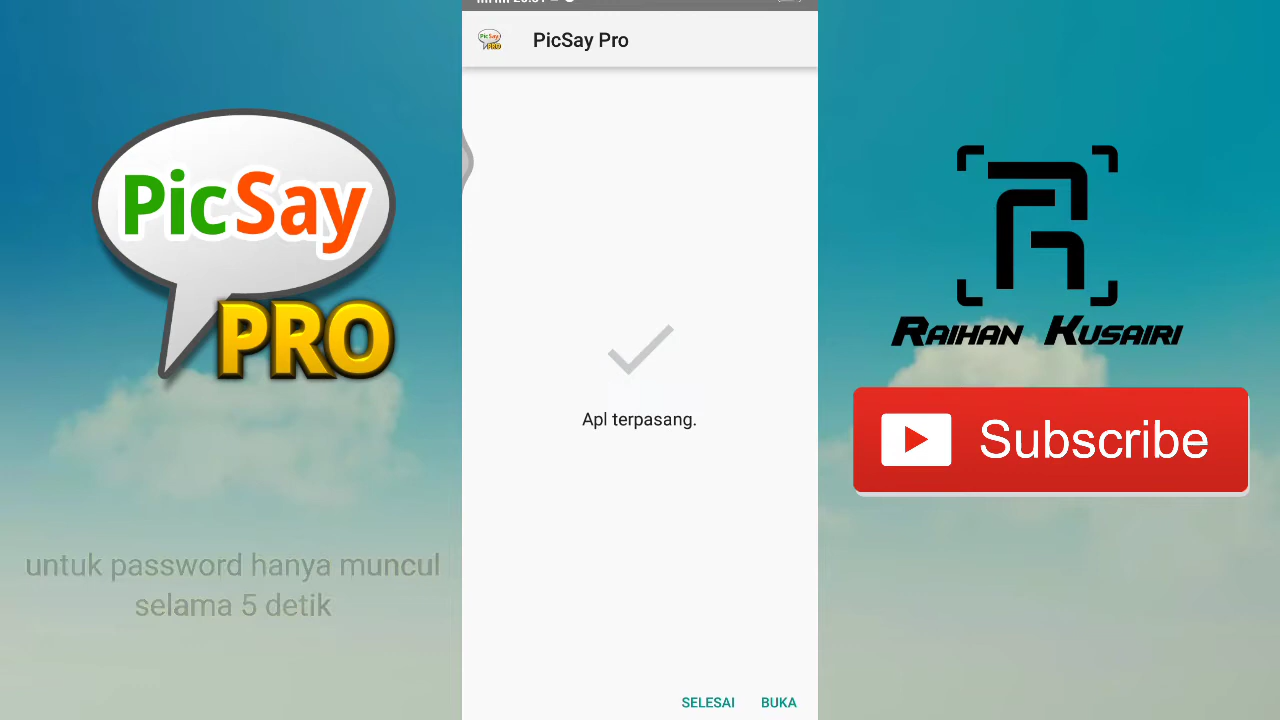 PicSay Pro
PicSay
PRO
Apl terpasang.
untuk password hanya muncul
selama 5 detik
SELESAI BUKA
RAIHAN KUSAIRI
Subscribe